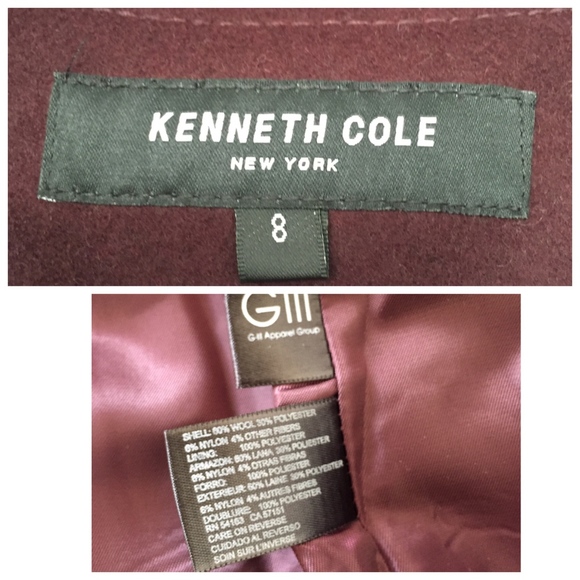 KENNETH COLE
NEW YORK
8
GIII
G-III Apparel Group
SHELL: 60% WOOL 30% POLYESTER
6% NYLON 4% OTHER FIBERS
LINING: 100% POLYESTER
ARMAZON: 60% LANA 30% POLIESTER
6% NYLON 4% OTRAS FIBRAS
FORRO: 100% POLYESTER
EXTERIEUR: 60% LAINE 30% POLYESTER
6% NYLON 4% AUTRES FIBRES
DOUBLURE: 100% POLYESTER
RN 54163 CA 57151
CARE ON REVERSE
CUIDADO AL REVERSO
SOIN SUR L'INVERSE